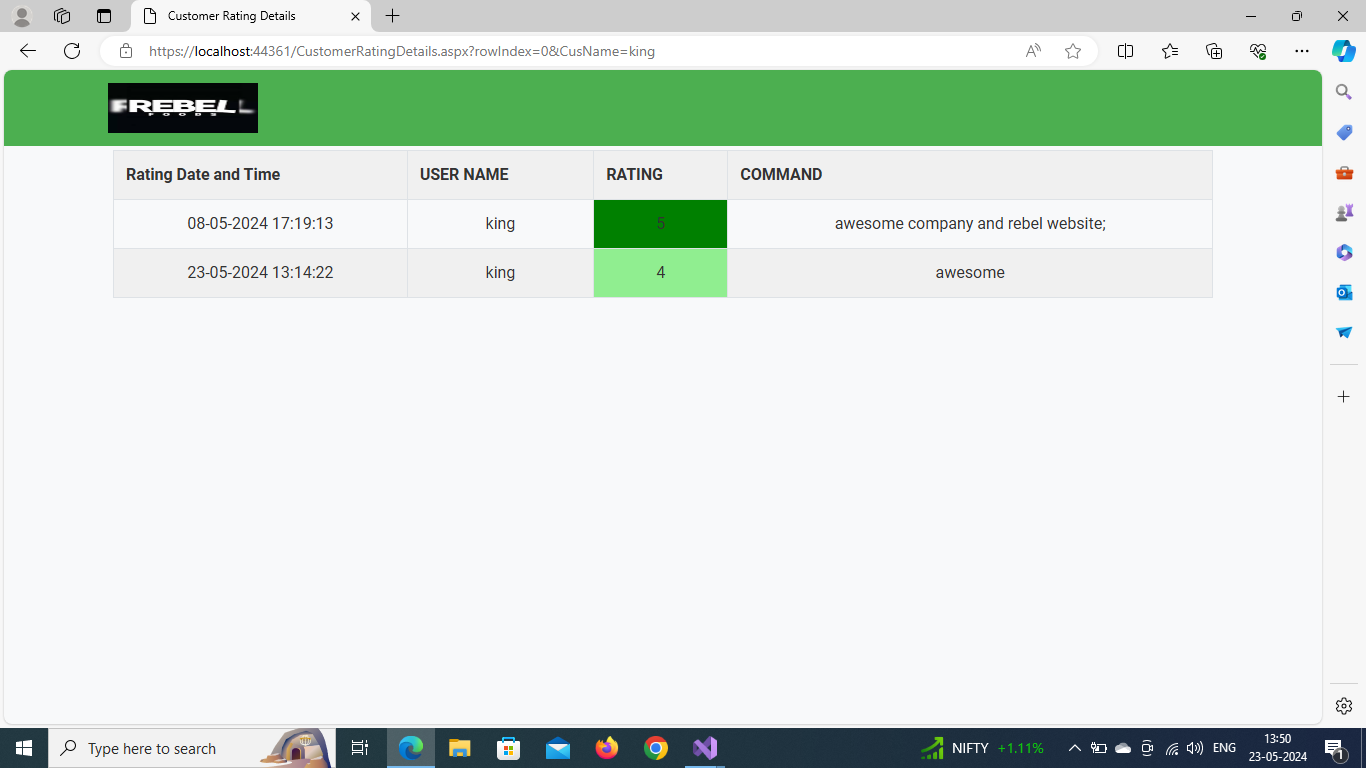 Customer Rating Details
https://localhost:44361/CustomerRatingDetails.aspx?rowIndex=0&CusName=king
REBEL
FOODS
Rating Date and Time USER NAME RATING COMMAND
08-05-2024 17:19:13 king 5 awesome company and rebel website;
23-05-2024 13:14:22 king 4 awesome
Type here to search
NIFTY +1.11%
ENG
13:50
23-05-2024
1